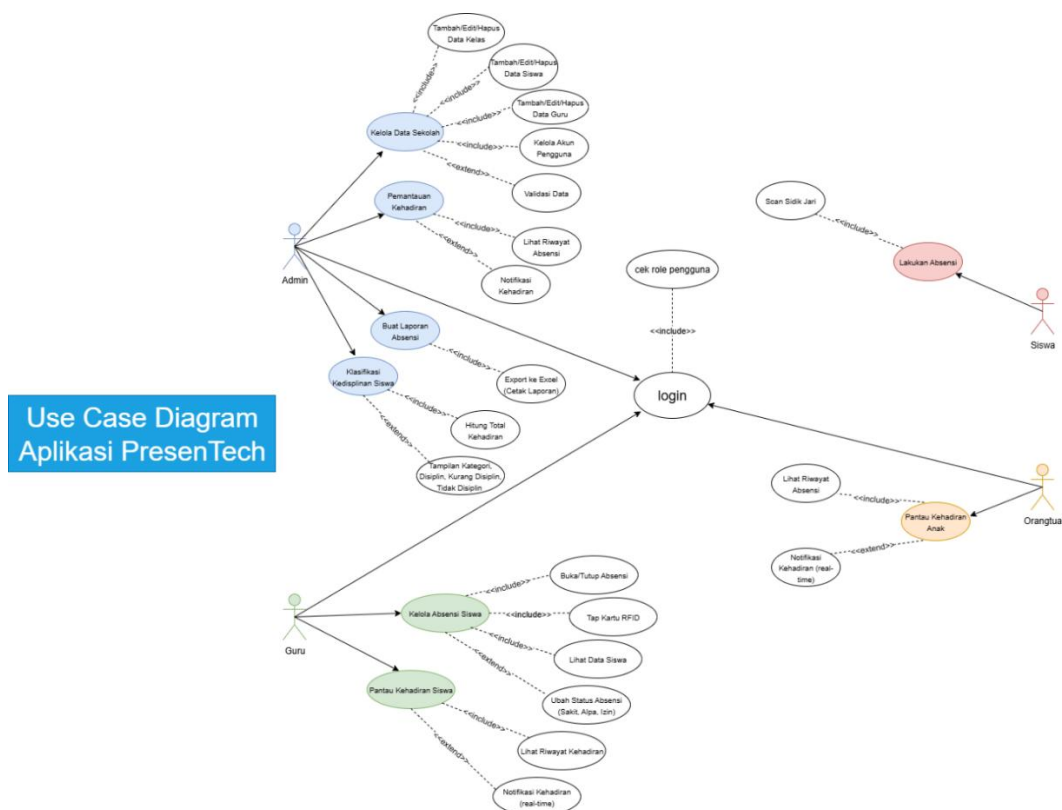 Tambah/Edit/Hapus
Data Kelas
<<include>>
Tambah/Edit/Hapus
Data Siswa
<<include>>
Tambah/Edit/Hapus
Data Guru
<<include>>
Kelola Data Sekolah
<<include>>
Kelola Akun
Pengguna
<<extend>>
Validasi Data
Pemantauan
Kehadiran
<<include>>
Lihat Riwayat
Absensi
<<extend>>
Notifikasi
Kehadiran
Admin
Buat Laporan
Absensi
<<include>>
Export ke Excel
(Cetak Laporan)
Klasifikasi
Kedisplinan Siswa
<<include>>
Hitung Total
Kehadiran
<<extend>>
Tampilan Kategori,
Disiplin, Kurang Disiplin,
Tidak Disiplin
Use Case Diagram
Aplikasi PresenTech
cek role pengguna
<<include>>
login
Scan Sidik Jari
<<include>>
Lakukan Absensi
Siswa
Lihat Riwayat
Absensi
<<include>>
Pantau Kehadiran
Anak
Orangtua
<<extend>>
Notifikasi
Kehadiran (real-
time)
Guru
Kelola Absensi Siswa
<<include>>
Buka/Tutup Absensi
<<include>>
Tap Kartu RFID
<<include>>
Lihat Data Siswa
<<extend>>
Ubah Status Absensi
(Sakit, Alpa, Izin)
Pantau Kehadiran Siswa
<<include>>
Lihat Riwayat Kehadiran
<<extend>>
Notifikasi Kehadiran
(real-time)